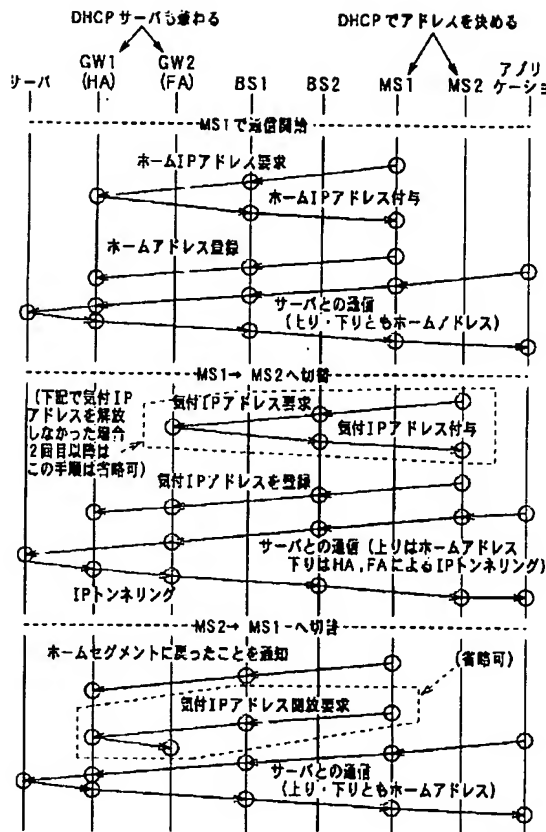 DHCPサーバも兼わる
DHCPでアドレスを決める
サーバ
GW1
(HA)
GW2
(FA)
BS1
BS2
MS1
MS2
アプリ
ケーション
MS1で通信開始
ホームIPアドレス要求
ホームIPアドレス付与
ホームアドレス登録
サーバとの通信
(上り・下りともホームアドレス)
MS1→ MS2へ切替
(下記で気付IP
アドレスを解放
しなかった場合
2回目以降は
この手順は省略可)
気付IPアドレス要求
気付IPアドレス付与
気付IPアドレスを登録
サーバとの通信(上りはホームアドレス
下りはHA,FAによるIPトンネリング)
IPトンネリング
MS2→ MS1へ切替
ホームセグメントに戻ったことを通知
(省略可)
気付IPアドレス開放要求
サーバとの通信
(上り・下りともホームアドレス)